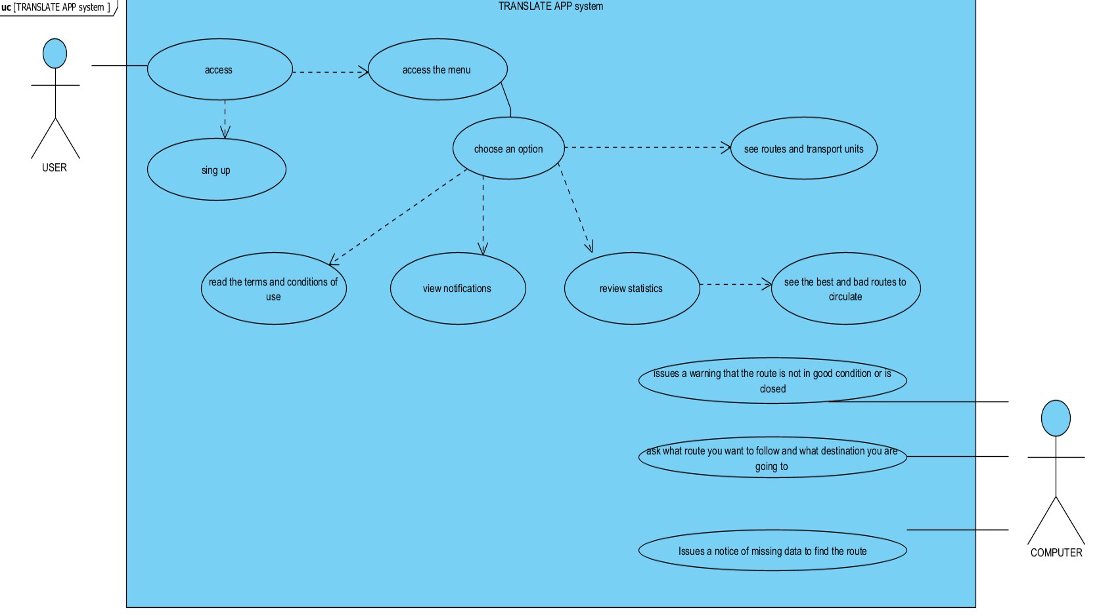 uc [TRANSLATE APP system ]
TRANSLATE APP system
USER
access
access the menu
sing up
choose an option
see routes and transport units
read the terms and conditions of
use
view notifications
review statistics
see the best and bad routes to
circulate
issues a warning that the route is not in good condition or is
closed
ask what route you want to follow and what destination you are
going to
Issues a notice of missing data to find the route
COMPUTER